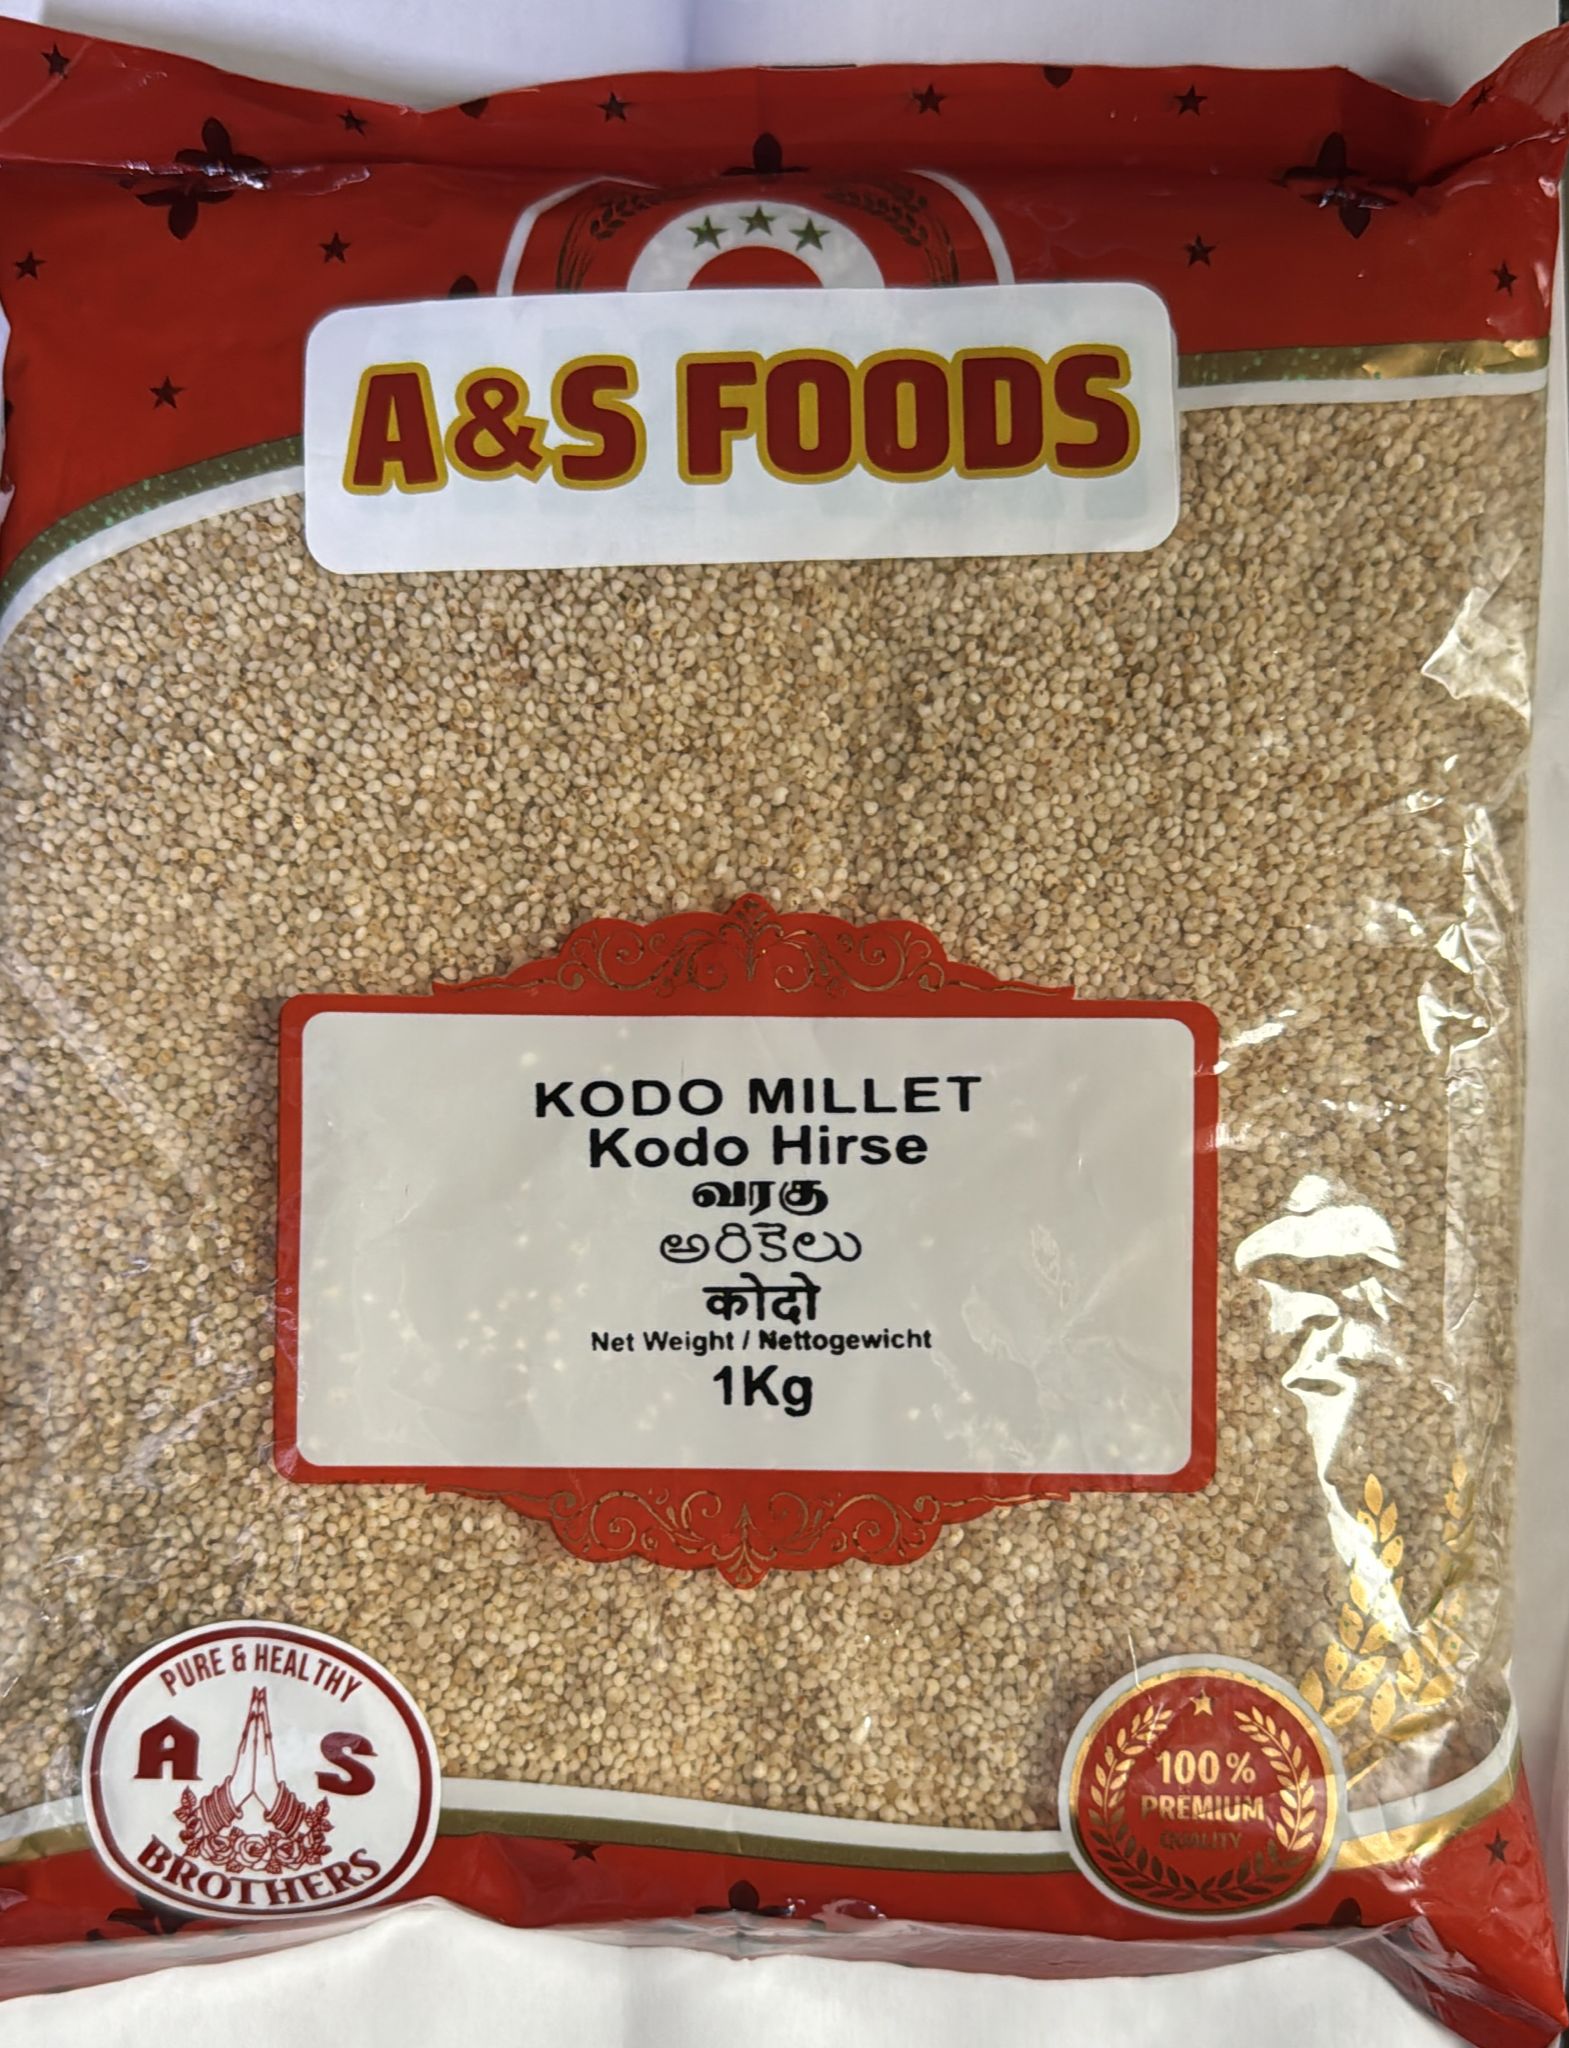 A&S FOODS
KODO MILLET
Kodo Hirse
வரகு
అరికెలు
कोदो
Net Weight / Nettogewicht
1Kg
PURE & HEALTHY
A S
BROTHERS
100 %
PREMIUM
QUALITY